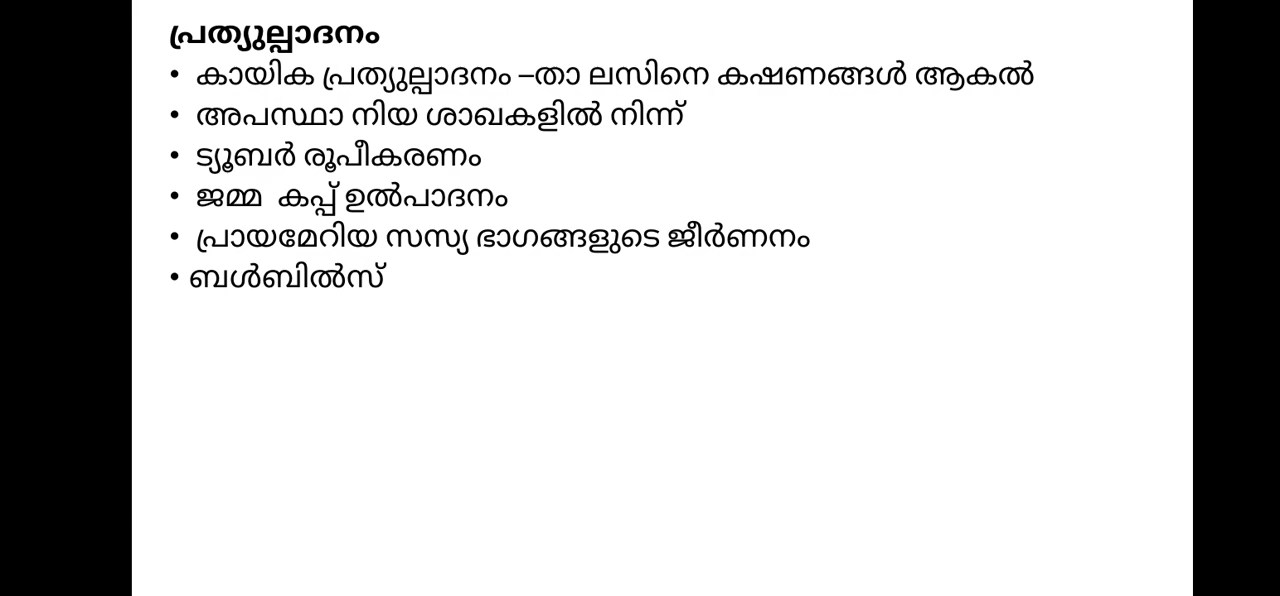 പ്രത്യുല്പാദനം
• കായിക പ്രത്യുല്പാദനം –താ ലസിനെ കഷണങ്ങൾ ആകൽ
• അപസ്ഥാ നിയ ശാഖകളിൽ നിന്ന്
• ട്യൂബർ രൂപീകരണം
• ജമ്മ കപ്പ് ഉൽപാദനം
• പ്രായമേറിയ സസ്യ ഭാഗങ്ങളുടെ ജീർണനം
• ബൾബിൽസ്